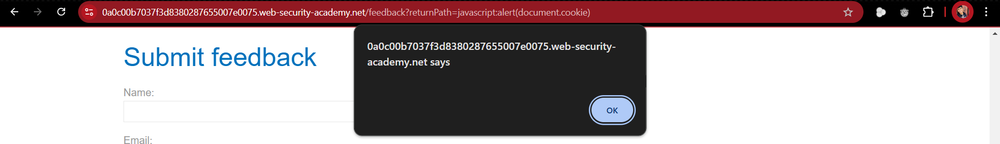 0a0c00b7037f3d8380287655007e0075.web-security-academy.net/feedback?returnPath=javascript:alert(document.cookie)
0a0c00b7037f3d8380287655007e0075.web-security-
academy.net says
OK
Submit feedback
Name:
Email: